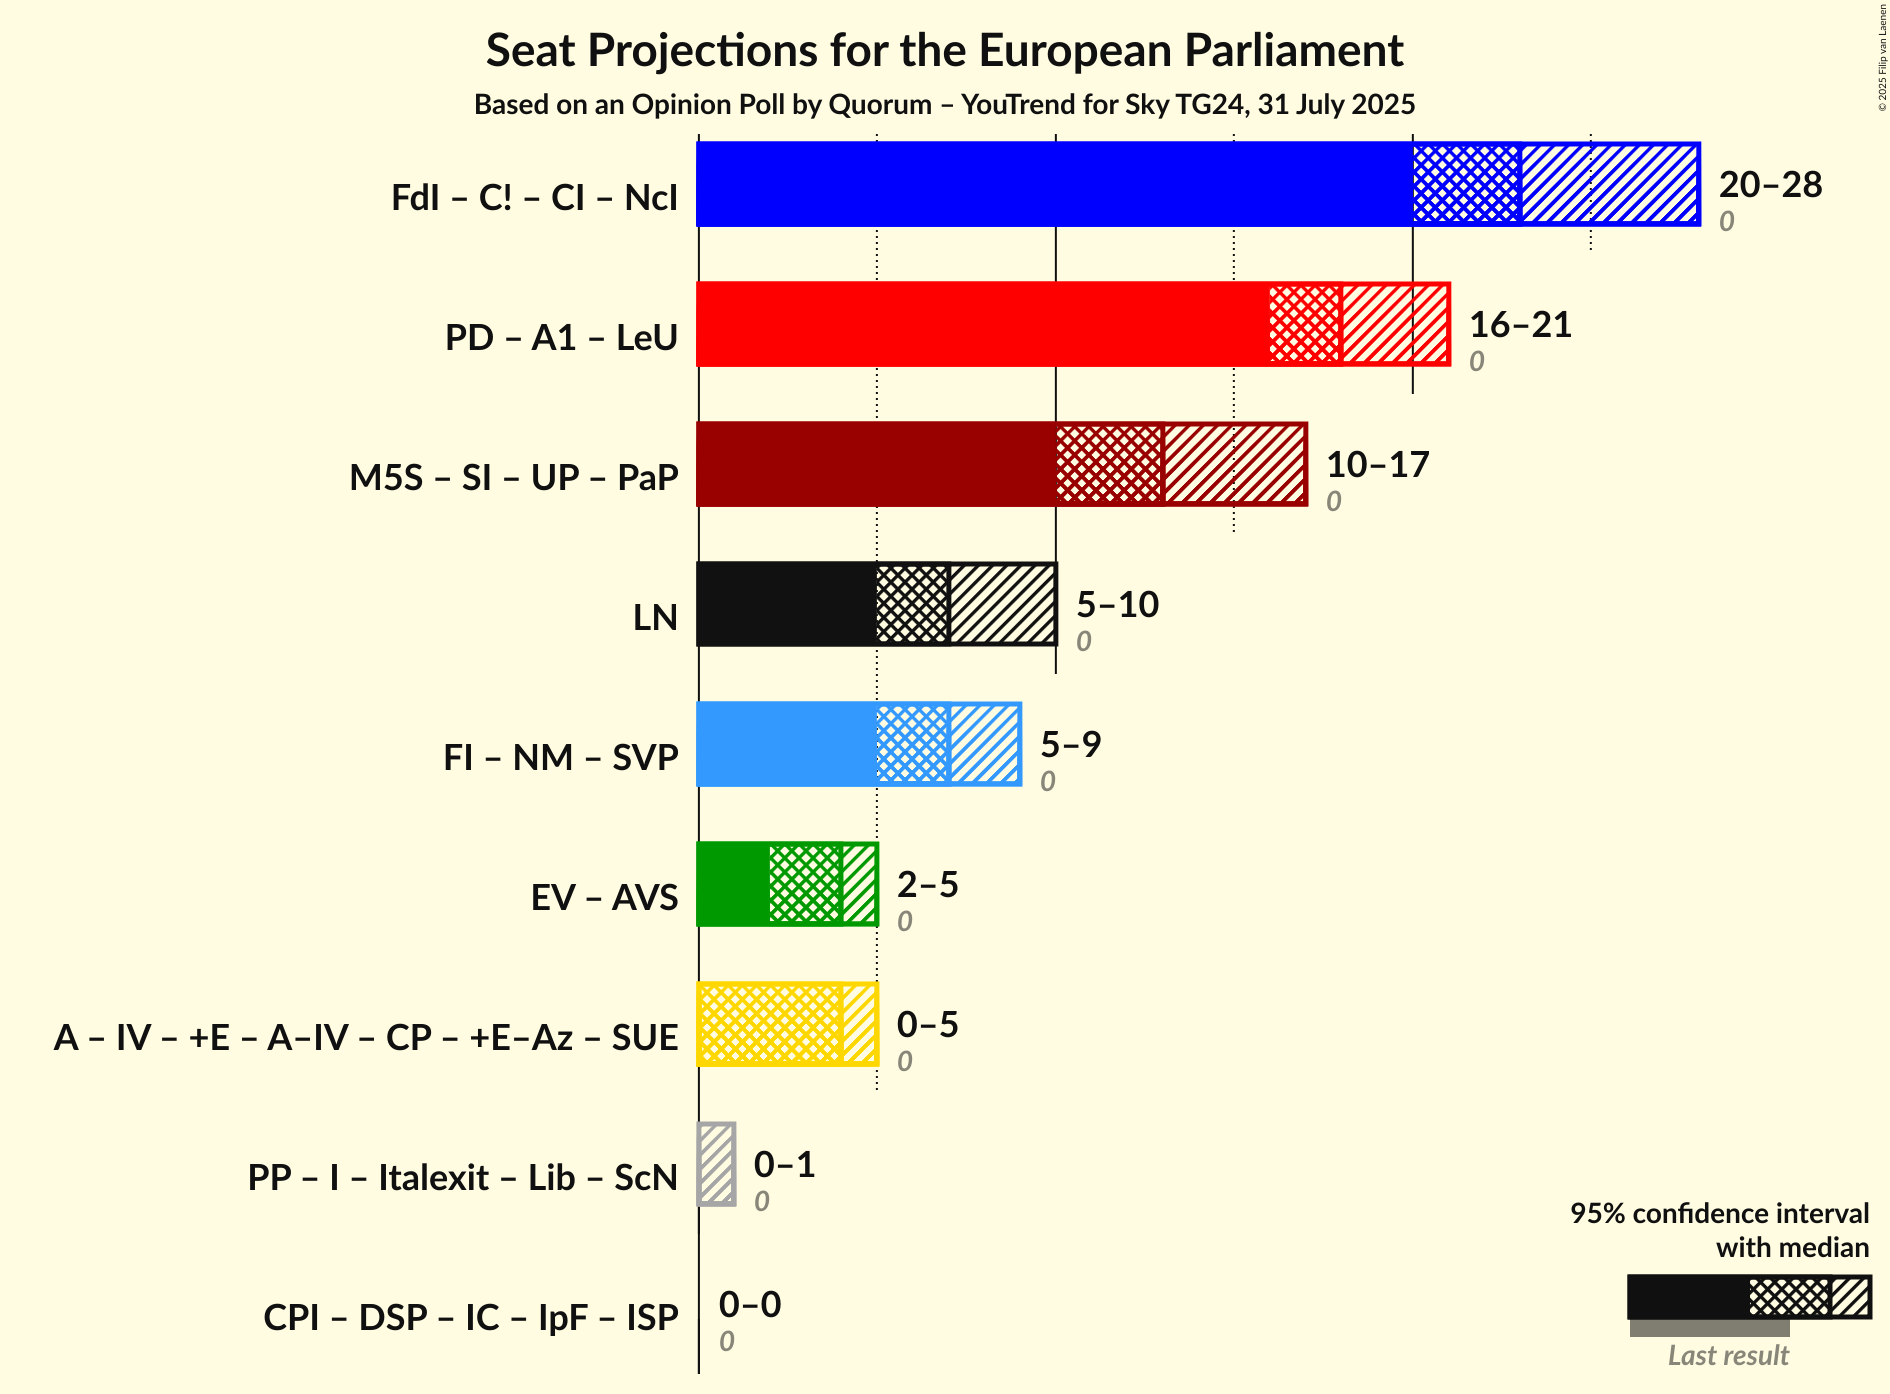 Seat Projections for the European Parliament
Based on an Opinion Poll by Quorum – YouTrend for Sky TG24, 31 July 2025
© 2025 Filip van Laenen
FdI – C! – CI – NcI
20–28
0
PD – A1 – LeU
16–21
0
M5S – SI – UP – PaP
10–17
0
LN
5–10
0
FI – NM – SVP
5–9
0
EV – AVS
2–5
0
A – IV – +E – A–IV – CP – +E–Az – SUE
0–5
0
PP – I – Italexit – Lib – ScN
0–1
0
CPI – DSP – IC – IpF – ISP
0–0
0
95% confidence interval
with median
Last result